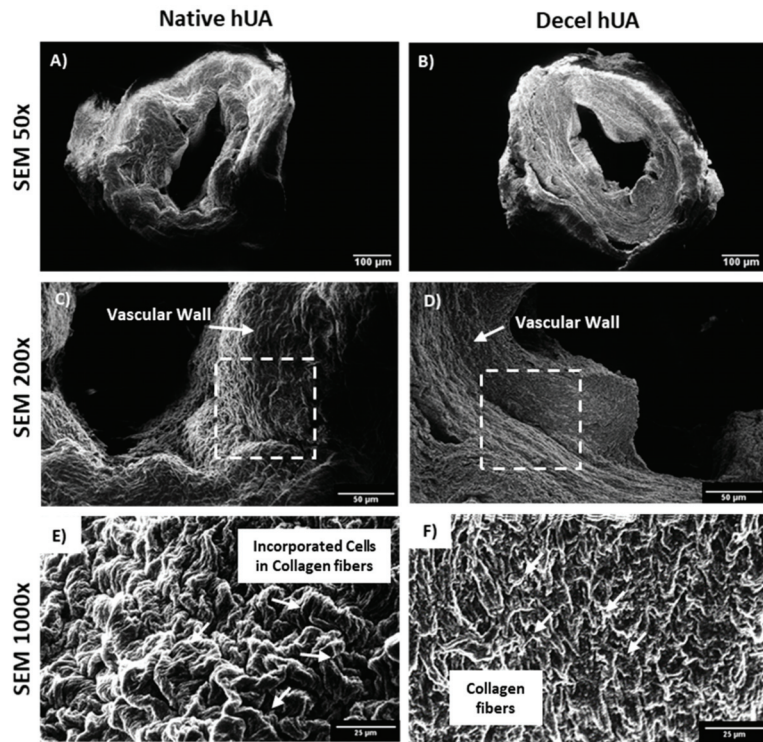 Native hUA
Decel hUA
SEM 50x
A)
B)
100 µm
100 µm
SEM 200x
C)
Vascular Wall
D)
Vascular Wall
50 µm
50 µm
SEM 1000x
E)
Incorporated Cells
in Collagen fibers
F)
Collagen
fibers
25 µm
25 µm